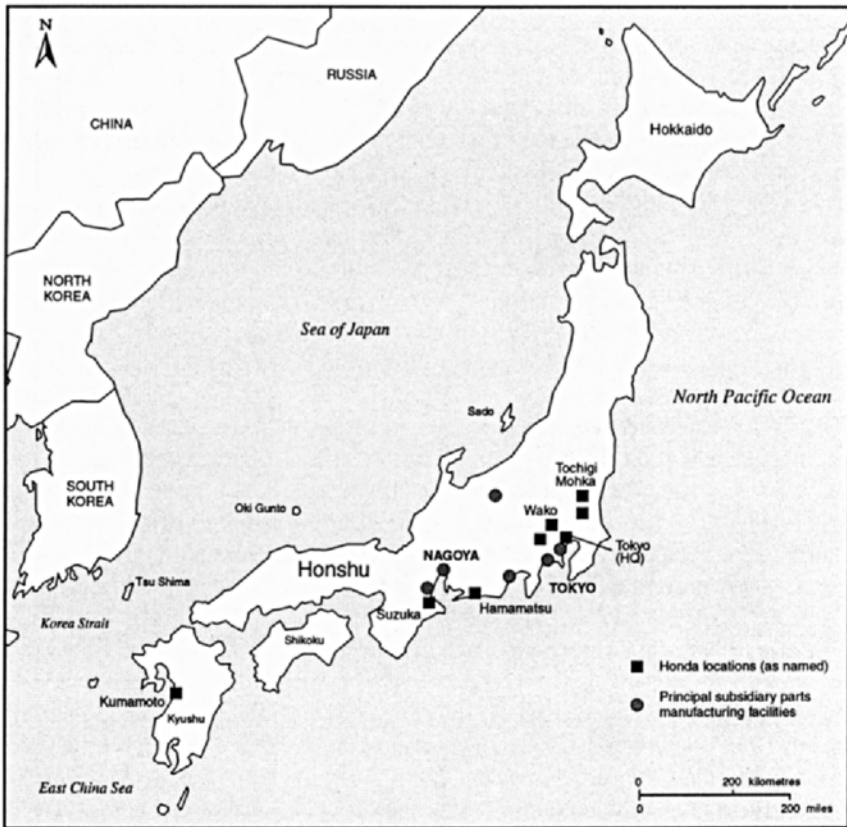 N
RUSSIA
CHINA
Hokkaido
NORTH
KOREA
Sea of Japan
North Pacific Ocean
Sado
SOUTH
KOREA
Tochigi
Mohka
Oki Gunto
Wako
Tokyo
(HQ)
NAGOYA
Honshu
Tsu Shima
TOKYO
Hamamatsu
Suzuka
Korea Strait
Shikoku
Honda locations (as named)
Kumamoto
Kyushu
Principal subsidiary parts
manufacturing facilities
East China Sea
0 200 kilometres
0 200 miles